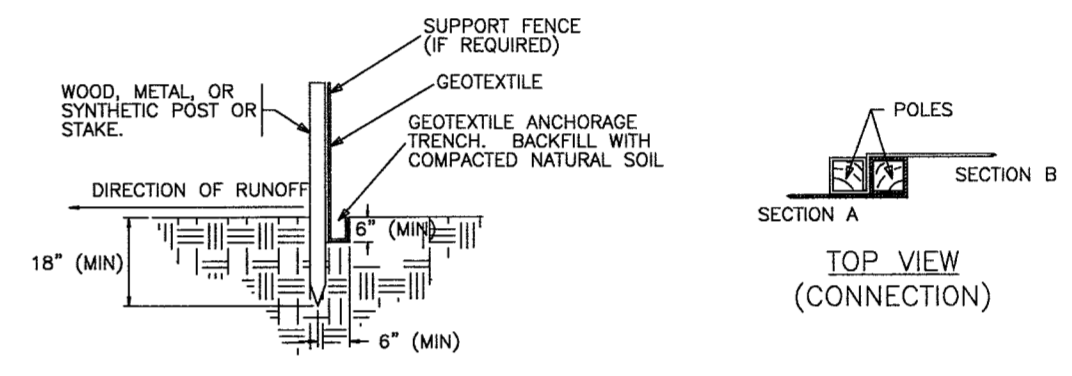 SUPPORT FENCE
(IF REQUIRED)
GEOTEXTILE
WOOD, METAL, OR
SYNTHETIC POST OR
STAKE.
GEOTEXTILE ANCHORAGE
TRENCH. BACKFILL WITH
COMPACTED NATURAL SOIL
DIRECTION OF RUNOFF
6" (MIN)
18" (MIN)
6" (MIN)
POLES
SECTION B
SECTION A
TOP VIEW
(CONNECTION)